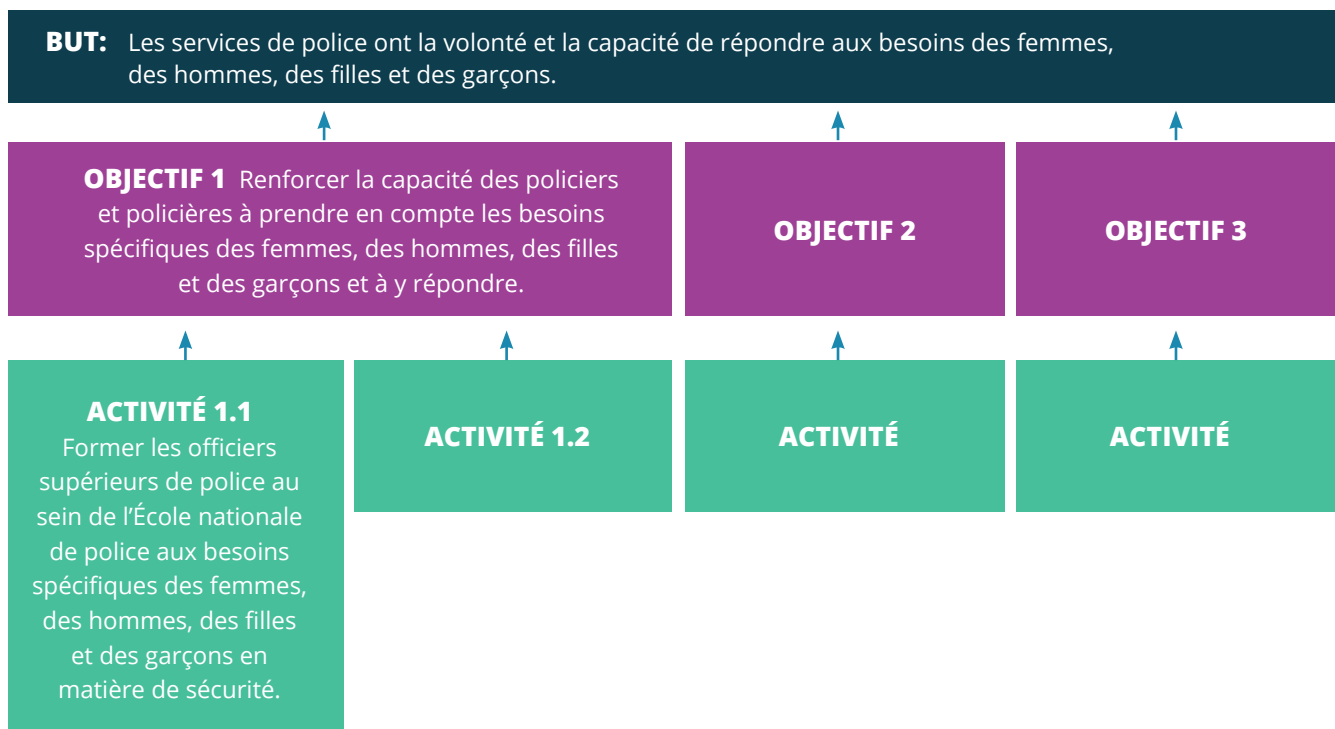 BUT: Les services de police ont la volonté et la capacité de répondre aux besoins des femmes,
des hommes, des filles et des garçons.
OBJECTIF 1 Renforcer la capacité des policiers
et policières à prendre en compte les besoins
spécifiques des femmes, des hommes, des filles
et des garçons et à y répondre.
OBJECTIF 2
OBJECTIF 3
ACTIVITÉ 1.1
Former les officiers
supérieurs de police au
sein de l’École nationale
de police aux besoins
spécifiques des femmes,
des hommes, des filles
et des garçons en
matière de sécurité.
ACTIVITÉ 1.2
ACTIVITÉ
ACTIVITÉ